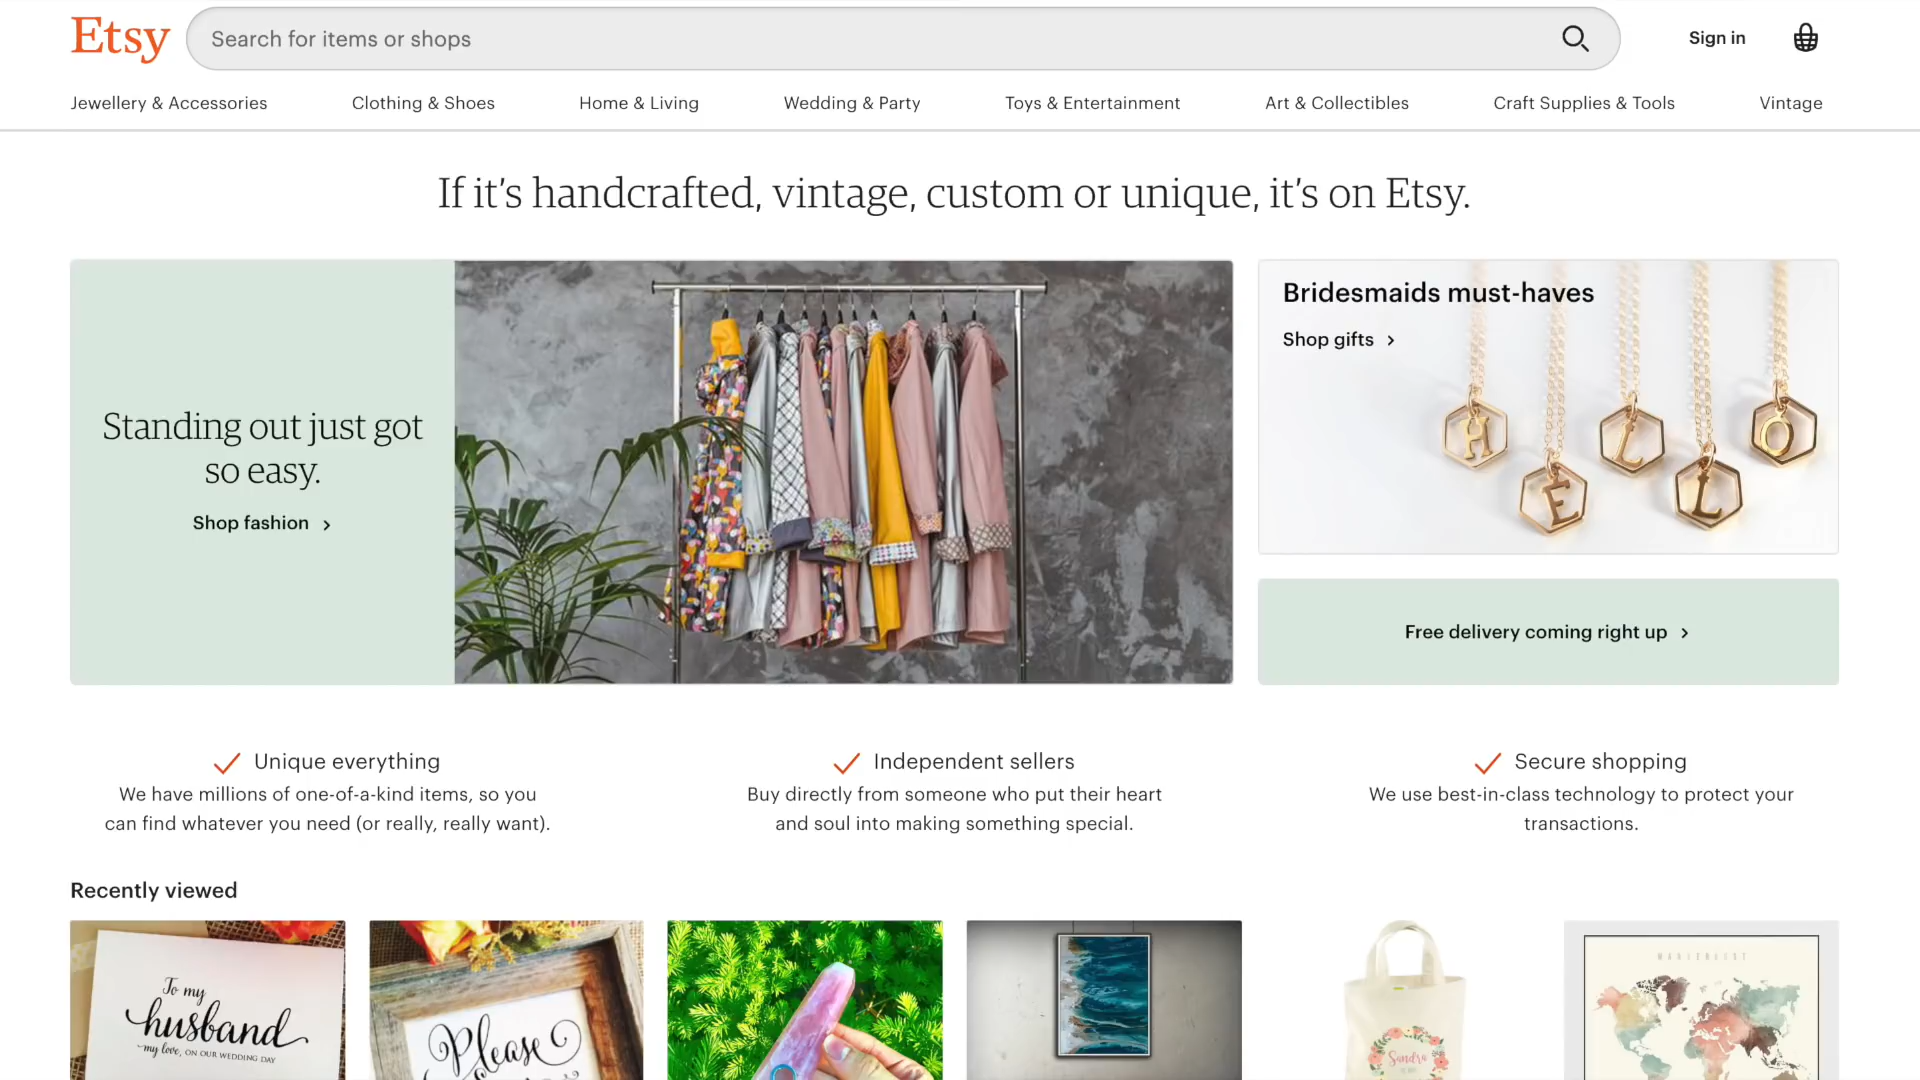 Etsy
Search for items or shops
Sign in
Jewellery & Accessories
Clothing & Shoes
Home & Living
Wedding & Party
Toys & Entertainment
Art & Collectibles
Craft Supplies & Tools
Vintage
If it's handcrafted, vintage, custom or unique, it's on Etsy.
Standing out just got
so easy.
Shop fashion
Bridesmaids must-haves
Shop gifts
H
E
L
L
O
Free delivery coming right up
Unique everything
We have millions of one-of-a-kind items, so you
can find whatever you need (or really, really want).
Independent sellers
Buy directly from someone who put their heart
and soul into making something special.
Secure shopping
We use best-in-class technology to protect your
transactions.
Recently viewed
To my
husband
my love, ON OUR WEDDING DAY
Please
Sandra